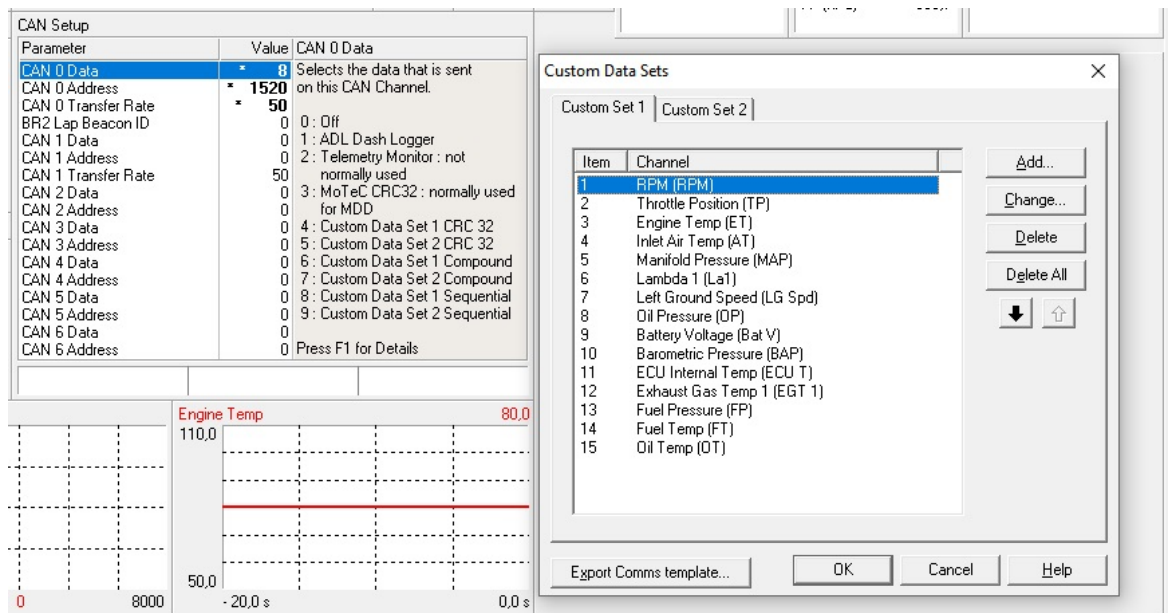 CAN Setup
Parameter Value CAN 0 Data
CAN 0 Data * 8 Selects the data that is sent
CAN 0 Address * 1520 on this CAN Channel.
CAN 0 Transfer Rate * 50
BR2 Lap Beacon ID 0 0 : Off
CAN 1 Data 0 1 : ADL Dash Logger
CAN 1 Address 0 2 : Telemetry Monitor : not
CAN 1 Transfer Rate 50 normally used
CAN 2 Data 0 3 : MoTeC CRC32 : normally used
CAN 2 Address 0 for MDD
CAN 3 Data 0 4 : Custom Data Set 1 CRC 32
CAN 3 Address 0 5 : Custom Data Set 2 CRC 32
CAN 4 Data 0 6 : Custom Data Set 1 Compound
CAN 4 Address 0 7 : Custom Data Set 2 Compound
CAN 5 Data 0 8 : Custom Data Set 1 Sequential
CAN 5 Address 0 9 : Custom Data Set 2 Sequential
CAN 6 Data 0
CAN 6 Address 0 Press F1 for Details
Engine Temp 80,0
110,0
50,0
0 8000 - 20,0 s 0,0 s
Custom Data Sets
Custom Set 1 Custom Set 2
Item Channel
1 RPM (RPM)
2 Throttle Position (TP)
3 Engine Temp (ET)
4 Inlet Air Temp (AT)
5 Manifold Pressure (MAP)
6 Lambda 1 (La1)
7 Left Ground Speed (LG Spd)
8 Oil Pressure (OP)
9 Battery Voltage (Bat V)
10 Barometric Pressure (BAP)
11 ECU Internal Temp (ECU T)
12 Exhaust Gas Temp 1 (EGT 1)
13 Fuel Pressure (FP)
14 Fuel Temp (FT)
15 Oil Temp (OT)
Add...
Change...
Delete
Delete All
Export Comms template...
OK
Cancel
Help